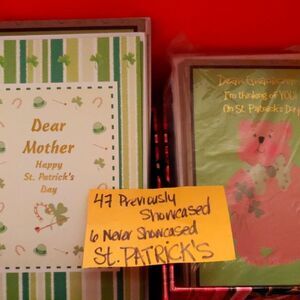 Dear
Mother
Happy
St. Patrick's
Day
I'm thinking of YOU
On St. Patrick's Day
47 Previously
Showcased
6 Never Showcased
St. PATRICK'S